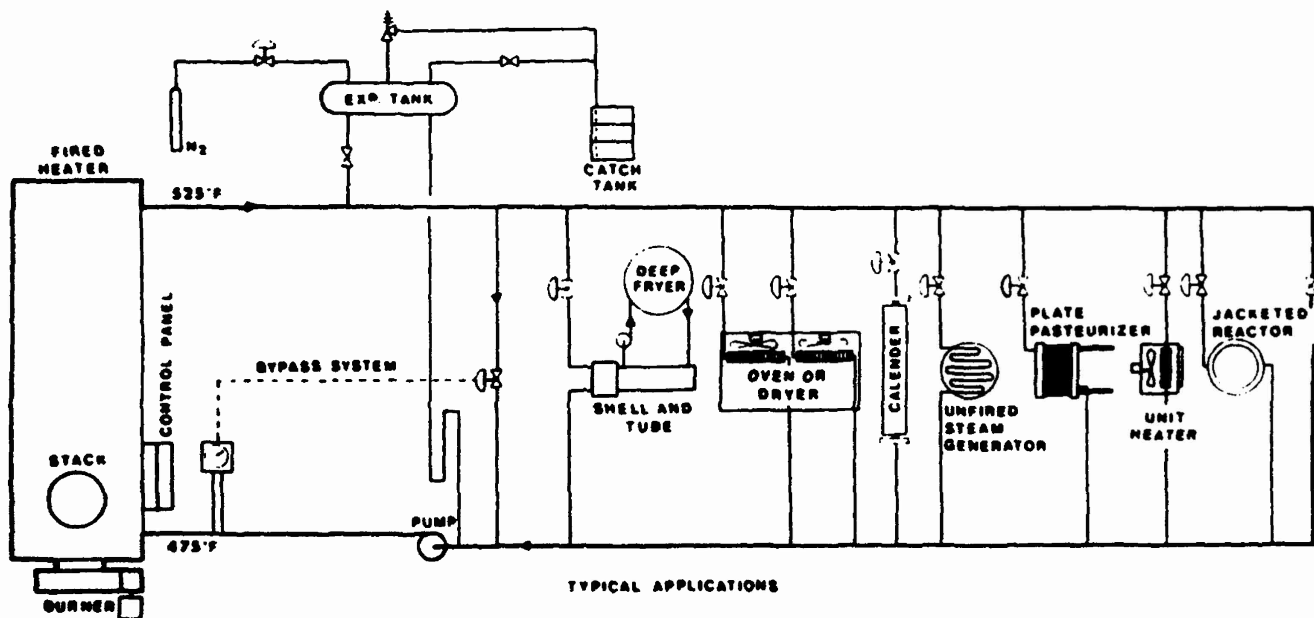 EXP. TANK
N2
CATCH
TANK
FIRED
HEATER
525°F
DEEP
FRYER
CONTROL PANEL
BYPASS SYSTEM
SHELL AND
TUBE
OVEN OR
DRYER
CALENDER
UNFIRED
STEAM
GENERATOR
PLATE
PASTEURIZER
UNIT
HEATER
JACKETED
REACTOR
STACK
PUMP
475°F
BURNER
TYPICAL APPLICATIONS